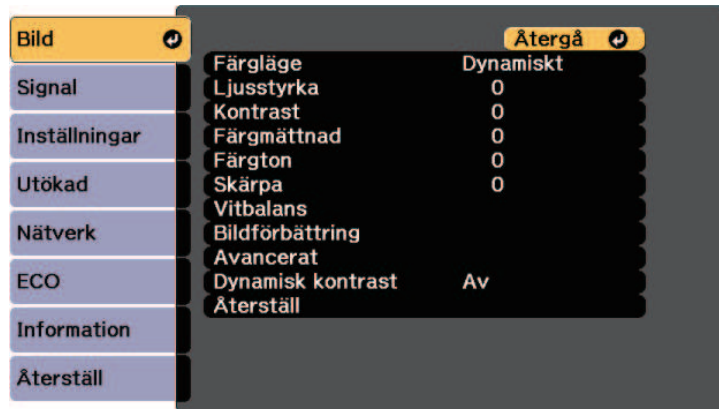 Bild
Signal
Inställningar
Utökad
Nätverk
ECO
Information
Återställ
Återgå
Färgläge Dynamiskt
Ljusstyrka 0
Kontrast 0
Färgmättnad 0
Färgton 0
Skärpa 0
Vitbalans
Bildförbättring
Avancerat
Dynamisk kontrast Av
Återställ